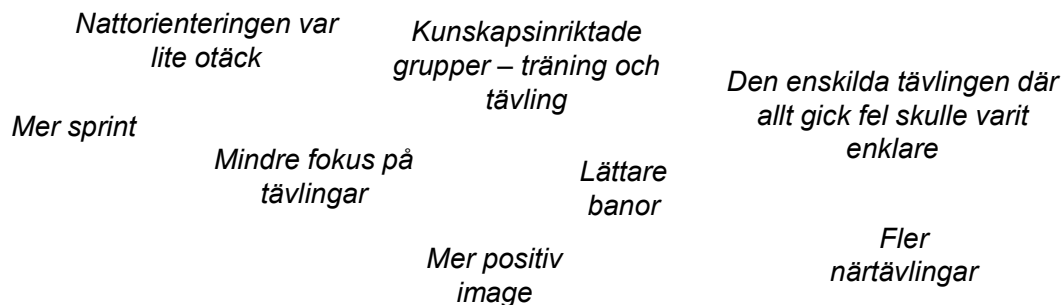 Nattorienteringen var
lite otäck
Kunskapsinriktade
grupper – träning och
tävling
Den enskilda tävlingen där
allt gick fel skulle varit
enklare
Mer sprint
Mindre fokus på
tävlingar
Lättare
banor
Fler
närtävlingar
Mer positiv
image